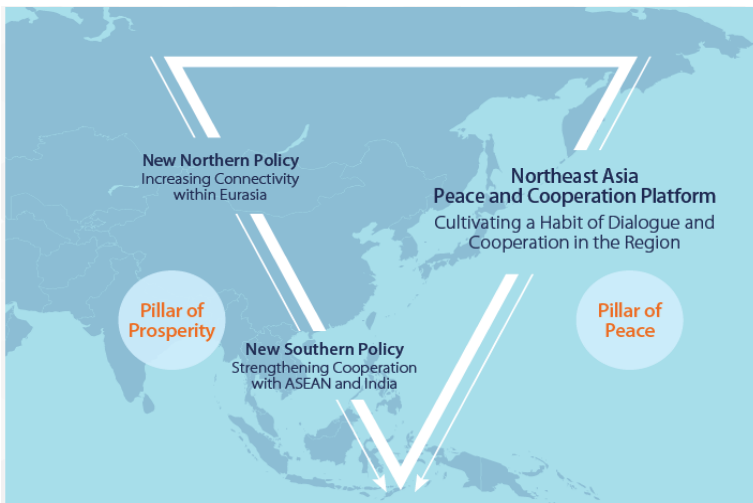 New Northern Policy
Increasing Connectivity
within Eurasia
Northeast Asia
Peace and Cooperation Platform
Cultivating a Habit of Dialogue and
Cooperation in the Region
Pillar of
Prosperity
Pillar of
Peace
New Southern Policy
Strengthening Cooperation
with ASEAN and India